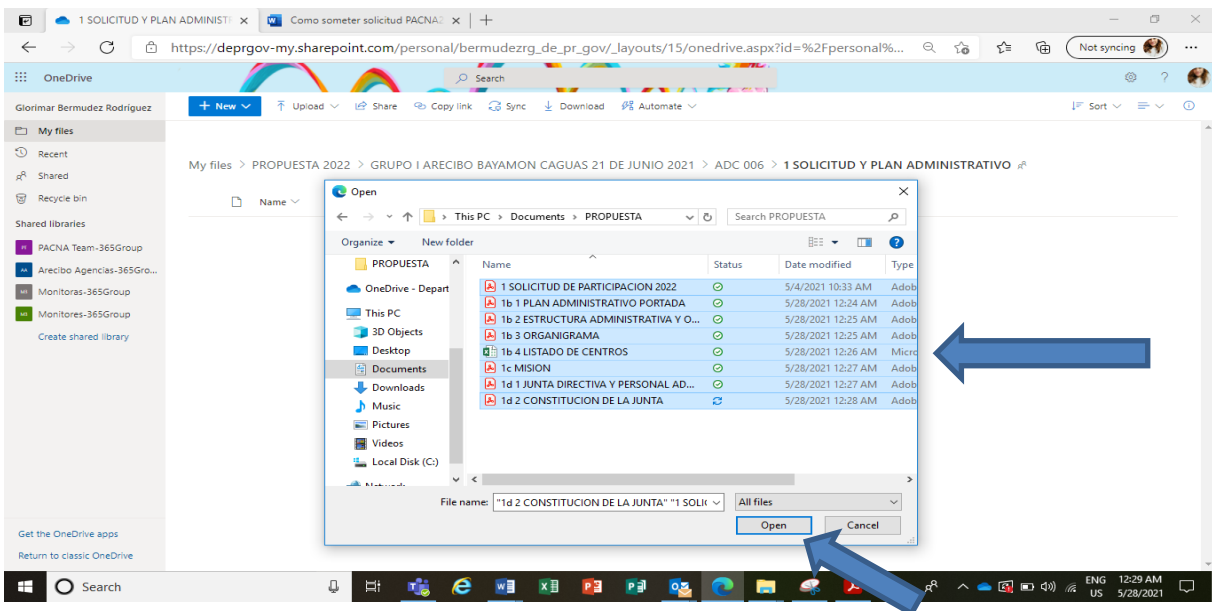 1 SOLICITUD Y PLAN ADMINISTR
Como someter solicitud PACNA2
https://deprgov-my.sharepoint.com/personal/bermudezrg_de_pr_gov/_layouts/15/onedrive.aspx?id=%2Fpersonal%...
Not syncing
OneDrive
Search
Glorimar Bermudez Rodríguez
+ New
Upload
Share
Copy link
Sync
Download
Automate
Sort
My files
Recent
Shared
Recycle bin
Shared libraries
PACNA Team-365Group
Arecibo Agencias-365Gro...
Monitoras-365Group
Monitores-365Group
Create shared library
Get the OneDrive apps
Return to classic OneDrive
My files > PROPUESTA 2022 > GRUPO I ARECIBO BAYAMON CAGUAS 21 DE JUNIO 2021 > ADC 006 > 1 SOLICITUD Y PLAN ADMINISTRATIVO
Name
Open
This PC > Documents > PROPUESTA
Search PROPUESTA
Organize
New folder
PROPUESTA
OneDrive - Depart
This PC
3D Objects
Desktop
Documents
Downloads
Music
Pictures
Videos
Local Disk (C:)
Network
Name Status Date modified Type
1 SOLICITUD DE PARTICIPACION 2022 5/4/2021 10:33 AM Adob
1b 1 PLAN ADMINISTRATIVO PORTADA 5/28/2021 12:24 AM Adob
1b 2 ESTRUCTURA ADMINISTRATIVA Y O... 5/28/2021 12:25 AM Adob
1b 3 ORGANIGRAMA 5/28/2021 12:25 AM Adob
1b 4 LISTADO DE CENTROS 5/28/2021 12:26 AM Micro
1c MISION 5/28/2021 12:27 AM Adob
1d 1 JUNTA DIRECTIVA Y PERSONAL AD... 5/28/2021 12:27 AM Adob
1d 2 CONSTITUCION DE LA JUNTA 5/28/2021 12:28 AM Adob
File name: "1d 2 CONSTITUCION DE LA JUNTA" "1 SOLIC
All files
Open
Cancel
Search
ENG
US
12:29 AM
5/28/2021